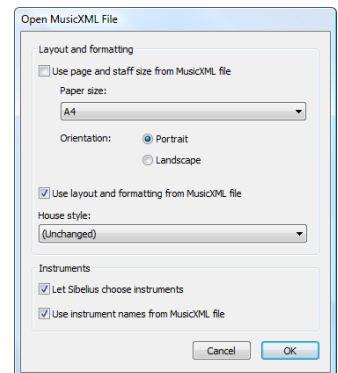 Open MusicXML File
Layout and formatting
Use page and staff size from MusicXML file
Paper size:
A4
Orientation:
Portrait
Landscape
Use layout and formatting from MusicXML file
House style:
(Unchanged)
Instruments
Let Sibelius choose instruments
Use instrument names from MusicXML file
Cancel
OK